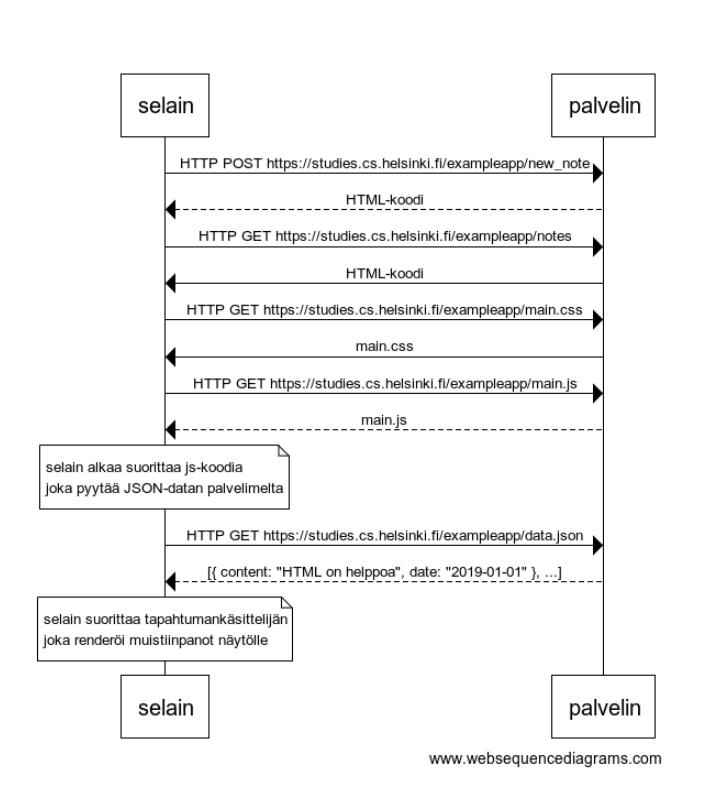 selain
palvelin
HTTP POST https://studies.cs.helsinki.fi/exampleapp/new_note
HTML-koodi
HTTP GET https://studies.cs.helsinki.fi/exampleapp/notes
HTML-koodi
HTTP GET https://studies.cs.helsinki.fi/exampleapp/main.css
main.css
HTTP GET https://studies.cs.helsinki.fi/exampleapp/main.js
main.js
selain alkaa suorittaa js-koodia
joka pyytää JSON-datan palvelimelta
HTTP GET https://studies.cs.helsinki.fi/exampleapp/data.json
[{ content: "HTML on helppoa", date: "2019-01-01" }, ...]
selain suorittaa tapahtumankäsittelijän
joka renderöi muistiinpanot näytölle
selain
palvelin
www.websequencediagrams.com